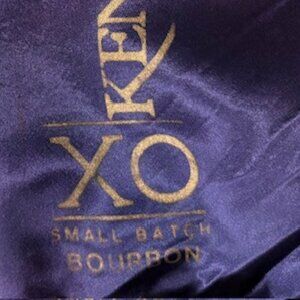 KEN
XO
SMALL BATCH
BOURBON